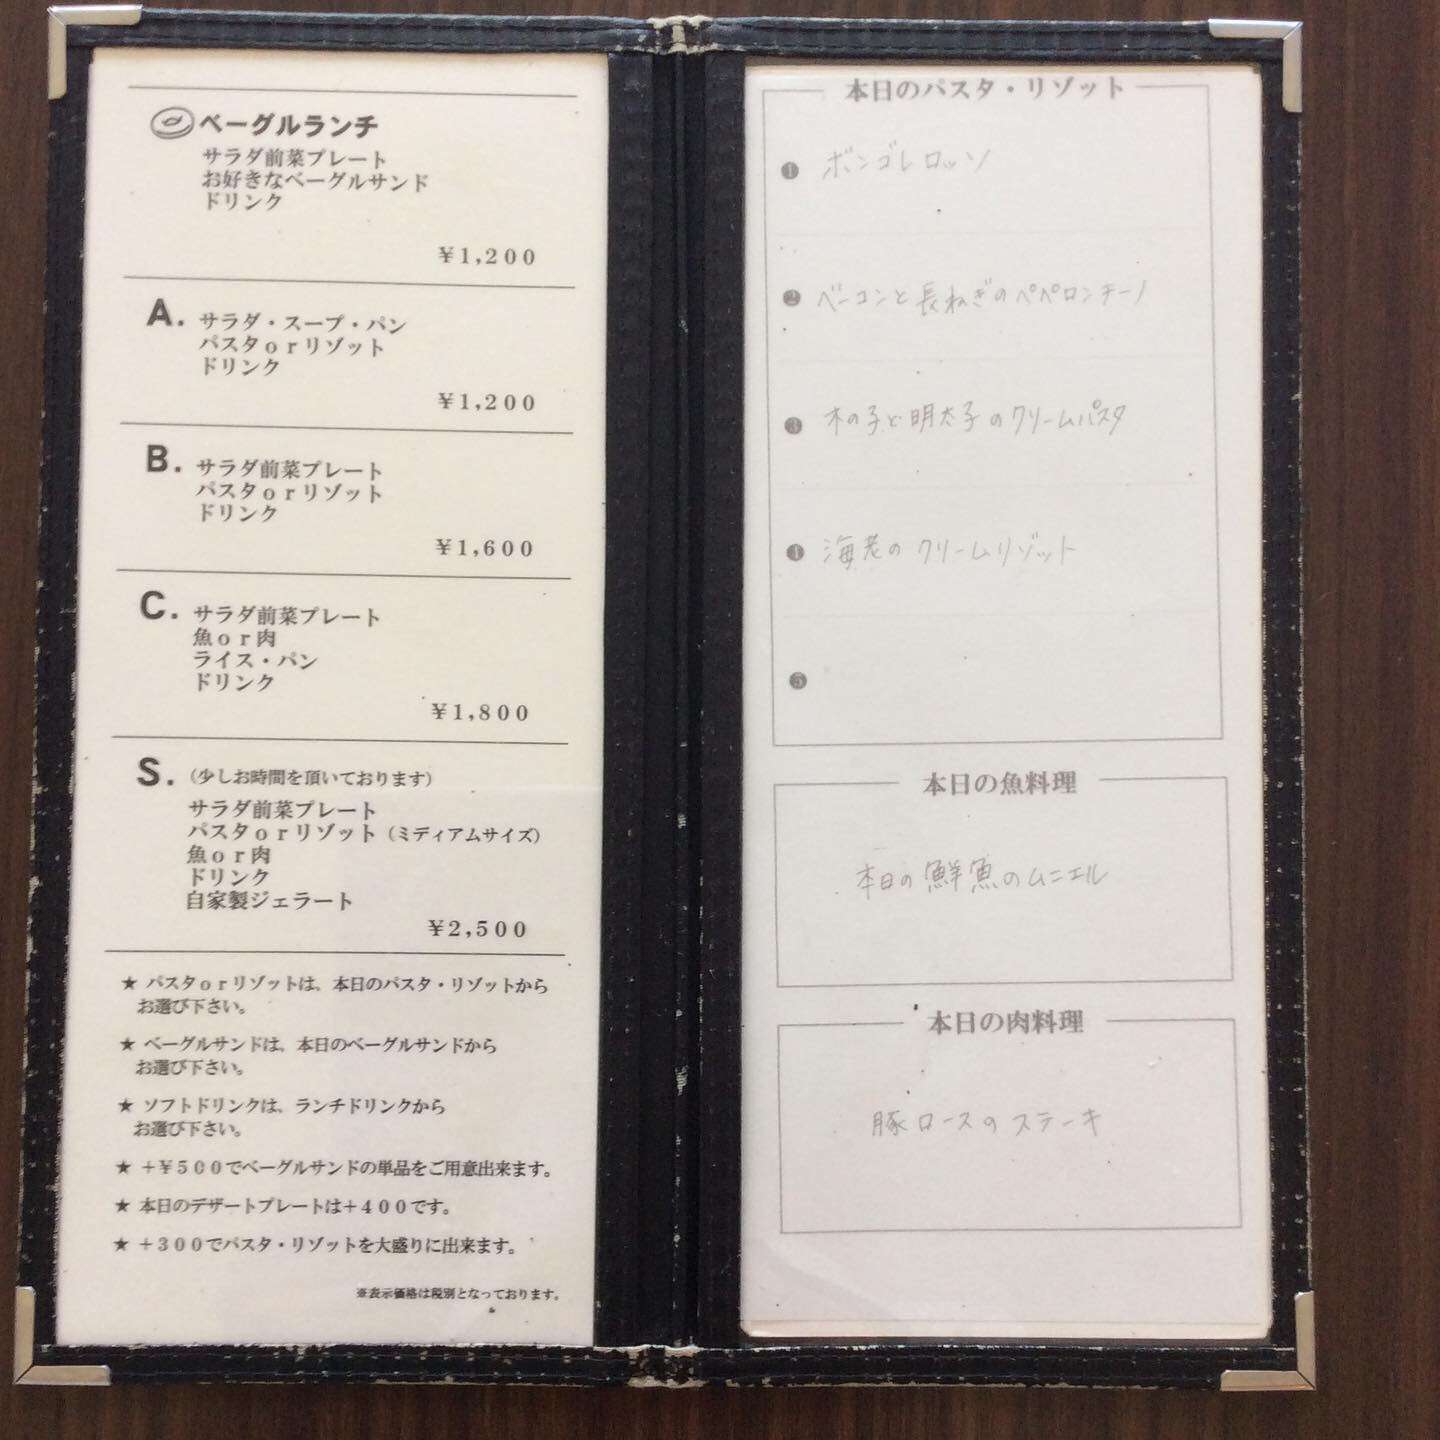 ベーグルランチ
サラダ前菜プレート
お好きなベーグルサンド
ドリンク
¥1,200
A. サラダ・スープ・パン
パスタorリゾット
ドリンク
¥1,200
B. サラダ前菜プレート
パスタorリゾット
ドリンク
¥1,600
C. サラダ前菜プレート
魚or肉
ライス・パン
ドリンク
¥1,800
S. (少しお時間を頂いております)
サラダ前菜プレート
パスタorリゾット(ミディアムサイズ)
魚or肉
ドリンク
自家製ジェラート
¥2,500
★ パスタorリゾットは、本日のパスタ・リゾットから
お選び下さい。
★ ベーグルサンドは、本日のベーグルサンドから
お選び下さい。
★ ソフトドリンクは、ランチドリンクから
お選び下さい。
★ +¥500でベーグルサンドの単品をご用意出来ます。
★ 本日のデザートプレートは+400です。
★ +300でパスタ・リゾットを大盛りに出来ます。
※表示価格は税別となっております。
本日のパスタ・リゾット
❶ ボンゴレロッソ
❷ ベーコンと長ねぎのペペロンチーノ
❸ 木の子と明太子のクリームパスタ
❹ 海老のクリームリゾット
❺
本日の魚料理
本日の鮮魚のムニエル
本日の肉料理
豚ロースのステーキ